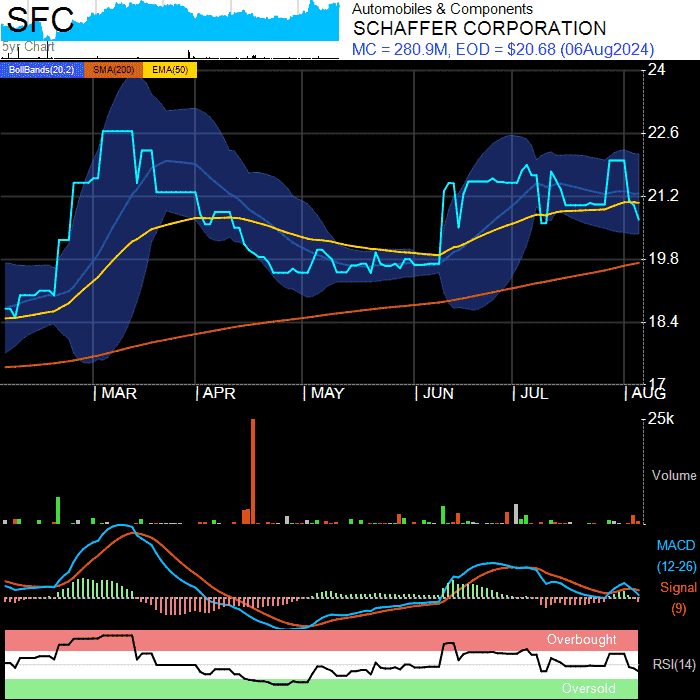 SFC
5yr Chart
Automobiles & Components
SCHAFFER CORPORATION
MC = 280.9M, EOD = $20.68 (06Aug2024)
BollBands(20,2) SMA(200) EMA(50)
24
22.6
21.2
19.8
18.4
17
MAR APR MAY JUN JUL AUG
25k
Volume
MACD
(12-26)
Signal
(9)
Overbought
RSI(14)
Oversold